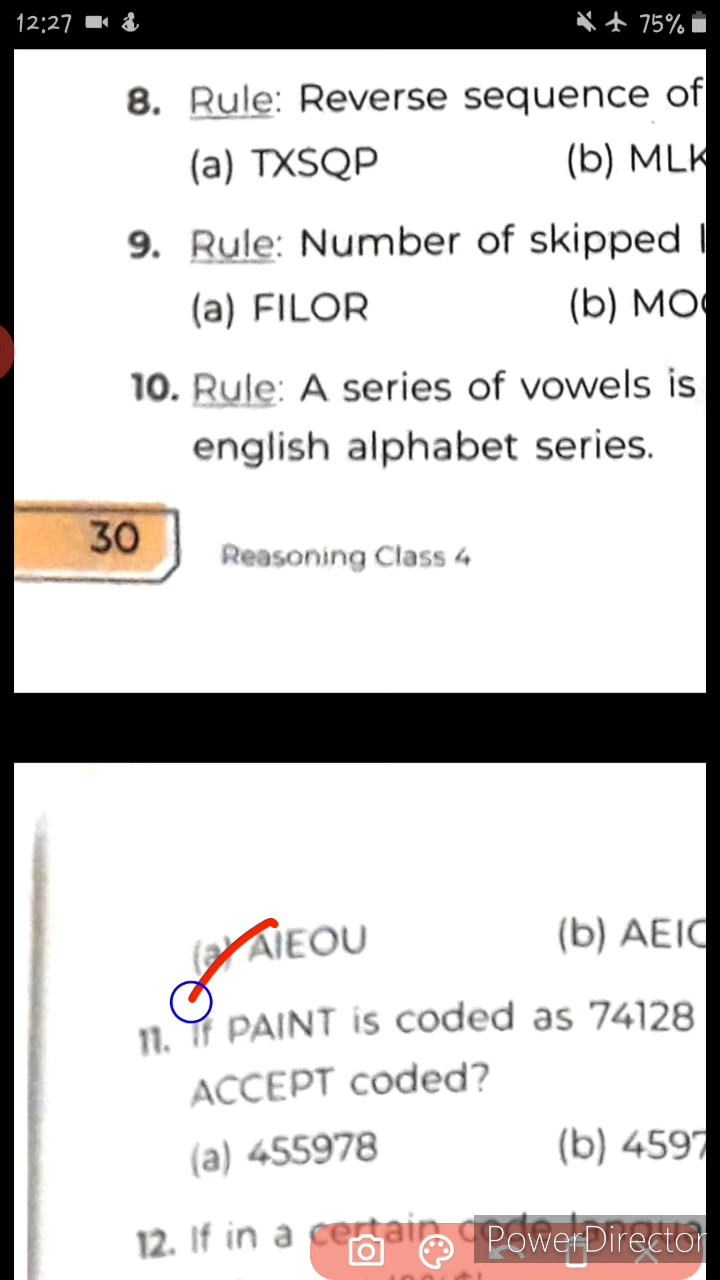 12:27 75%
8. Rule: Reverse sequence of
(a) TXSQP (b) MLK
9. Rule: Number of skipped
(a) FILOR (b) MO
10. Rule: A series of vowels is
english alphabet series.
30 Reasoning Class 4
(a) AIEOU (b) AEI
11. If PAINT is coded as 74128
ACCEPT coded?
(a) 455978 (b) 459
12. If in a certain code
PowerDirector